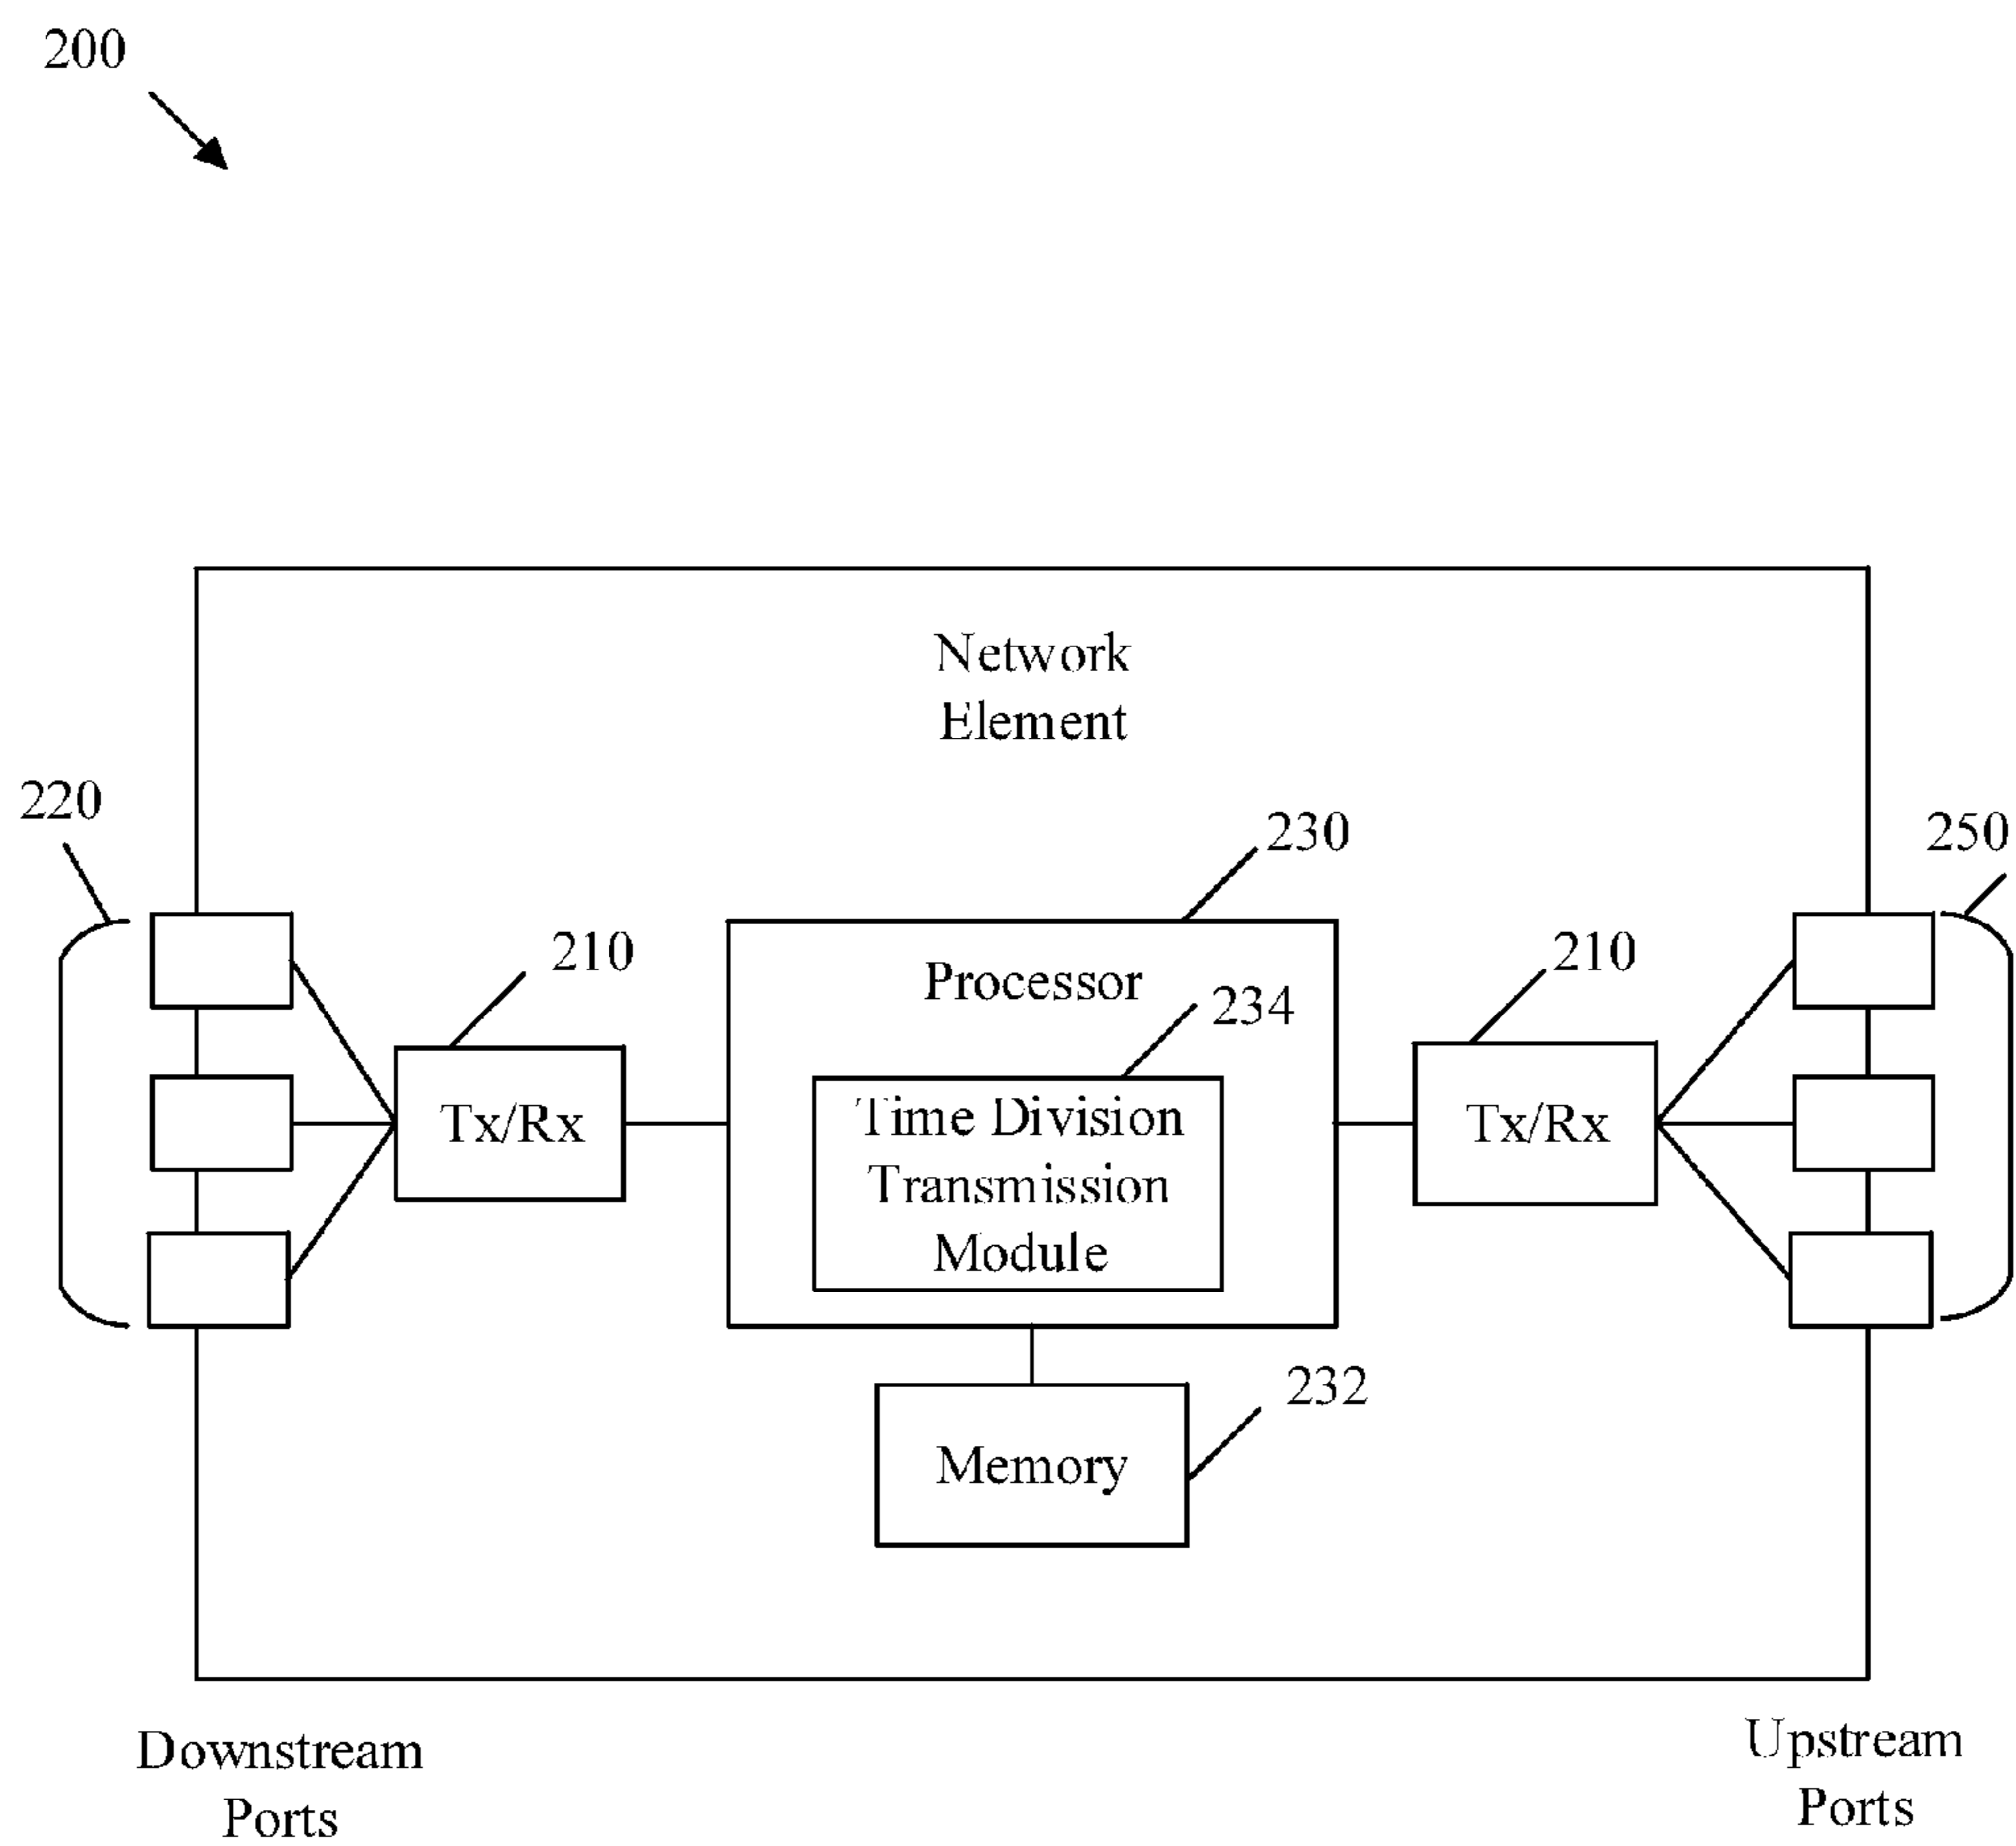 200
Network
Element
220
230
250
210
Processor
210
234
Tx/Rx
Time Division
Transmission
Module
Tx/Rx
232
Memory
Downstream
Ports
Upstream
Ports